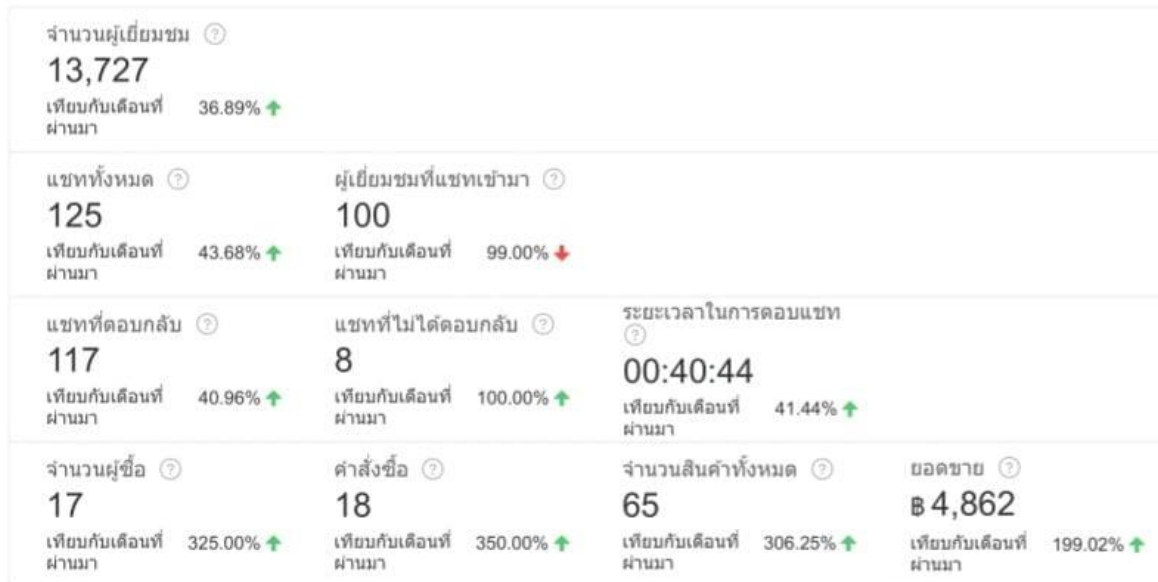 จำนวนผู้เยี่ยมชม ?
13,727
เทียบกับเดือนที่ 36.89%
ผ่านมา
แชททั้งหมด ? ผู้เยี่ยมชมที่แชทเข้ามา ?
125 100
เทียบกับเดือนที่ 43.68% เทียบกับเดือนที่ 99.00%
ผ่านมา ผ่านมา
แชทที่ตอบกลับ ? แชทที่ไม่ได้ตอบกลับ ? ระยะเวลาในการตอบแชท
?
117 8 00:40:44
เทียบกับเดือนที่ 40.96% เทียบกับเดือนที่ 100.00% เทียบกับเดือนที่ 41.44%
ผ่านมา ผ่านมา ผ่านมา
จำนวนผู้ซื้อ ? คำสั่งซื้อ ? จำนวนสินค้าทั้งหมด ? ยอดขาย ?
17 18 65 ฿ 4,862
เทียบกับเดือนที่ 325.00% เทียบกับเดือนที่ 350.00% เทียบกับเดือนที่ 306.25% เทียบกับเดือนที่ 199.02%
ผ่านมา ผ่านมา ผ่านมา ผ่านมา